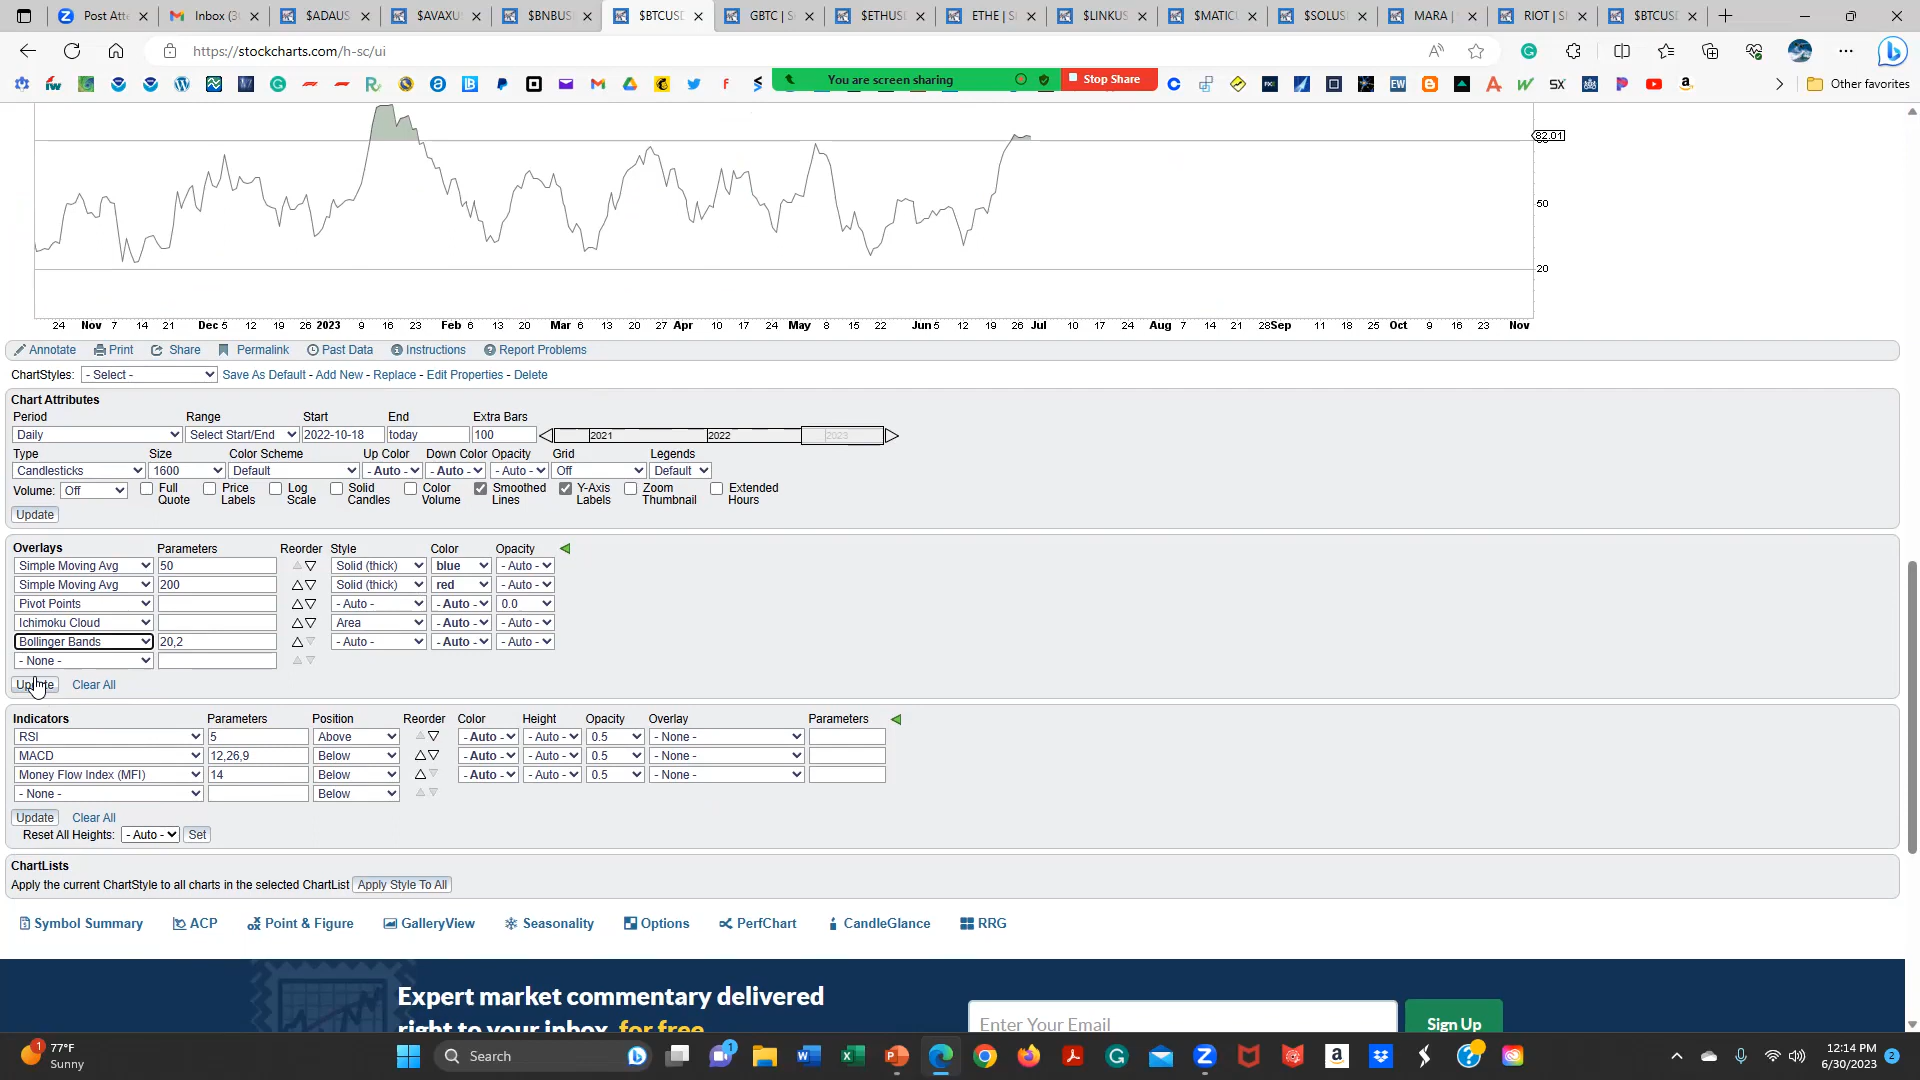 Post Atte
Inbox (3
$ADAUS
$AVAXU
$BNBUS
$BTCUSD
GBTC | S
$ETHUSD
ETHE | S
$LINKUS
$MATICU
$SOLUS
MARA |
RIOT | S
$BTCUSD
https://stockcharts.com/h-sc/ui
You are screen sharing
Stop Share
Other favorites
82.01
50
20
24 Nov 7 14 21 Dec 5 12 19 26 2023 9 16 23 Feb 6 13 20 Mar 6 13 20 27 Apr 10 17 24 May 8 15 22 Jun 5 12 19 26 Jul 10 17 24 Aug 7 14 21 28 Sep 11 18 25 Oct 9 16 23 Nov
Annotate Print Share Permalink Past Data Instructions Report Problems
ChartStyles: - Select - Save As Default - Add New - Replace - Edit Properties - Delete
Chart Attributes
Period Range Start End Extra Bars
Daily Select Start/End 2022-10-18 today 100 2021 2022 2023
Type Size Color Scheme Up Color Down Color Opacity Grid Legends
Candlesticks 1600 Default - Auto - - Auto - - Auto - Off Default
Volume: Off Full Quote Price Labels Log Scale Solid Candles Color Volume Smoothed Lines Y-Axis Labels Zoom Thumbnail Extended Hours
Update
Overlays Parameters Reorder Style Color Opacity
Simple Moving Avg 50 Solid (thick) blue - Auto -
Simple Moving Avg 200 Solid (thick) red - Auto -
Pivot Points - Auto - - Auto - 0.0
Ichimoku Cloud Area - Auto - - Auto -
Bollinger Bands 20,2 - Auto - - Auto - - Auto -
- None -
Update Clear All
Indicators Parameters Position Reorder Color Height Opacity Overlay Parameters
RSI 5 Above - Auto - - Auto - 0.5 - None -
MACD 12,26,9 Below - Auto - - Auto - 0.5 - None -
Money Flow Index (MFI) 14 Below - Auto - - Auto - 0.5 - None -
- None - Below
Update Clear All
Reset All Heights: - Auto - Set
ChartLists
Apply the current ChartStyle to all charts in the selected ChartList Apply Style To All
Symbol Summary ACP Point & Figure GalleryView Seasonality Options PerfChart CandleGlance RRG
Expert market commentary delivered
right to your inbox, for free
Enter Your Email
Sign Up
77°F
Sunny
Search
12:14 PM
6/30/2023